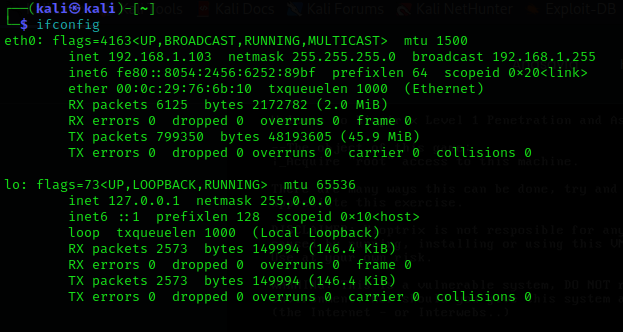 Tools Kali Docs Kali Forums Kali NetHunter Exploit-DB
┌──(kali㉿kali)-[~]
└─$ ifconfig
eth0: flags=4163<UP,BROADCAST,RUNNING,MULTICAST>  mtu 1500
        inet 192.168.1.103  netmask 255.255.255.0  broadcast 192.168.1.255
        inet6 fe80::8054:2456:6252:89bf  prefixlen 64  scopeid 0×20<link>
        ether 00:0c:29:76:6b:10  txqueuelen 1000  (Ethernet)
        RX packets 6125  bytes 2172782 (2.0 MiB)
        RX errors 0  dropped 0  overruns 0  frame 0
        TX packets 799350  bytes 48193605 (45.9 MiB)
        TX errors 0  dropped 0 overruns 0  carrier 0  collisions 0

lo: flags=73<UP,LOOPBACK,RUNNING>  mtu 65536
        inet 127.0.0.1  netmask 255.0.0.0
        inet6 ::1  prefixlen 128  scopeid 0×10<host>
        loop  txqueuelen 1000  (Local Loopback)
        RX packets 2573  bytes 149994 (146.4 KiB)
        RX errors 0  dropped 0  overruns 0  frame 0
        TX packets 2573  bytes 149994 (146.4 KiB)
        TX errors 0  dropped 0 overruns 0  carrier 0  collisions 0